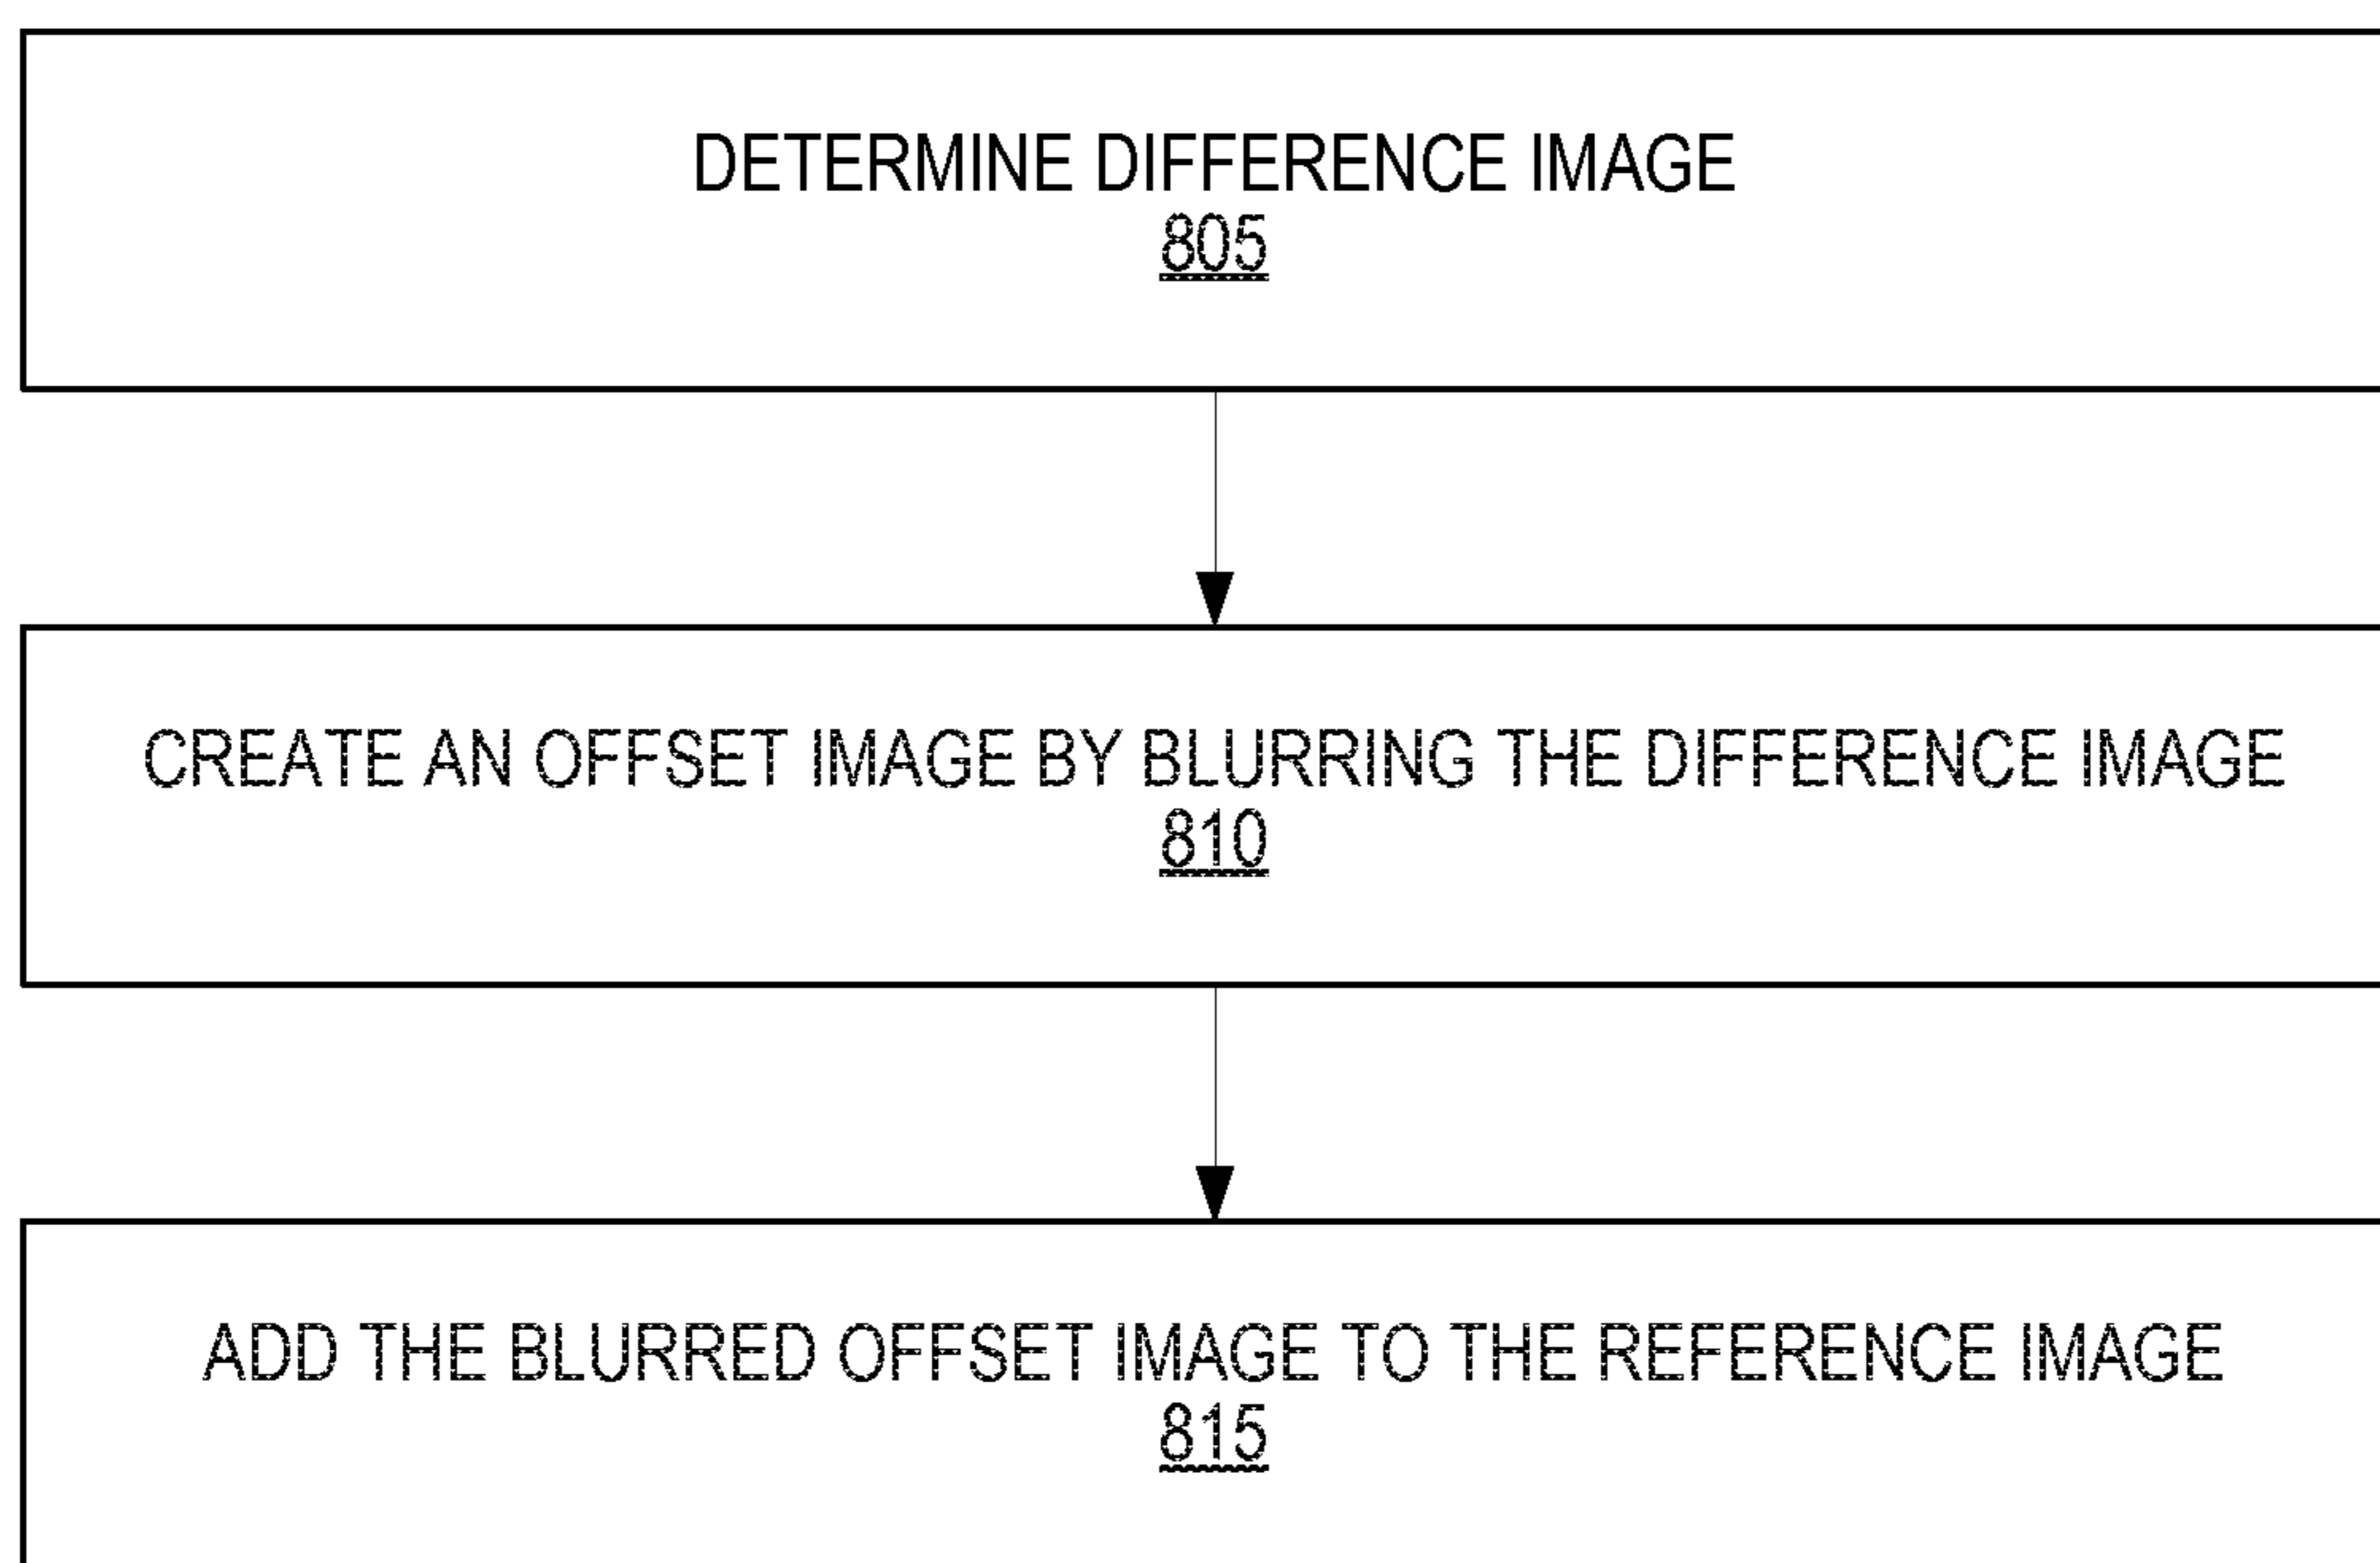 DETERMINE DIFFERENCE IMAGE
805
CREATE AN OFFSET IMAGE BY BLURRING THE DIFFERENCE IMAGE
810
ADD THE BLURRED OFFSET IMAGE TO THE REFERENCE IMAGE
815